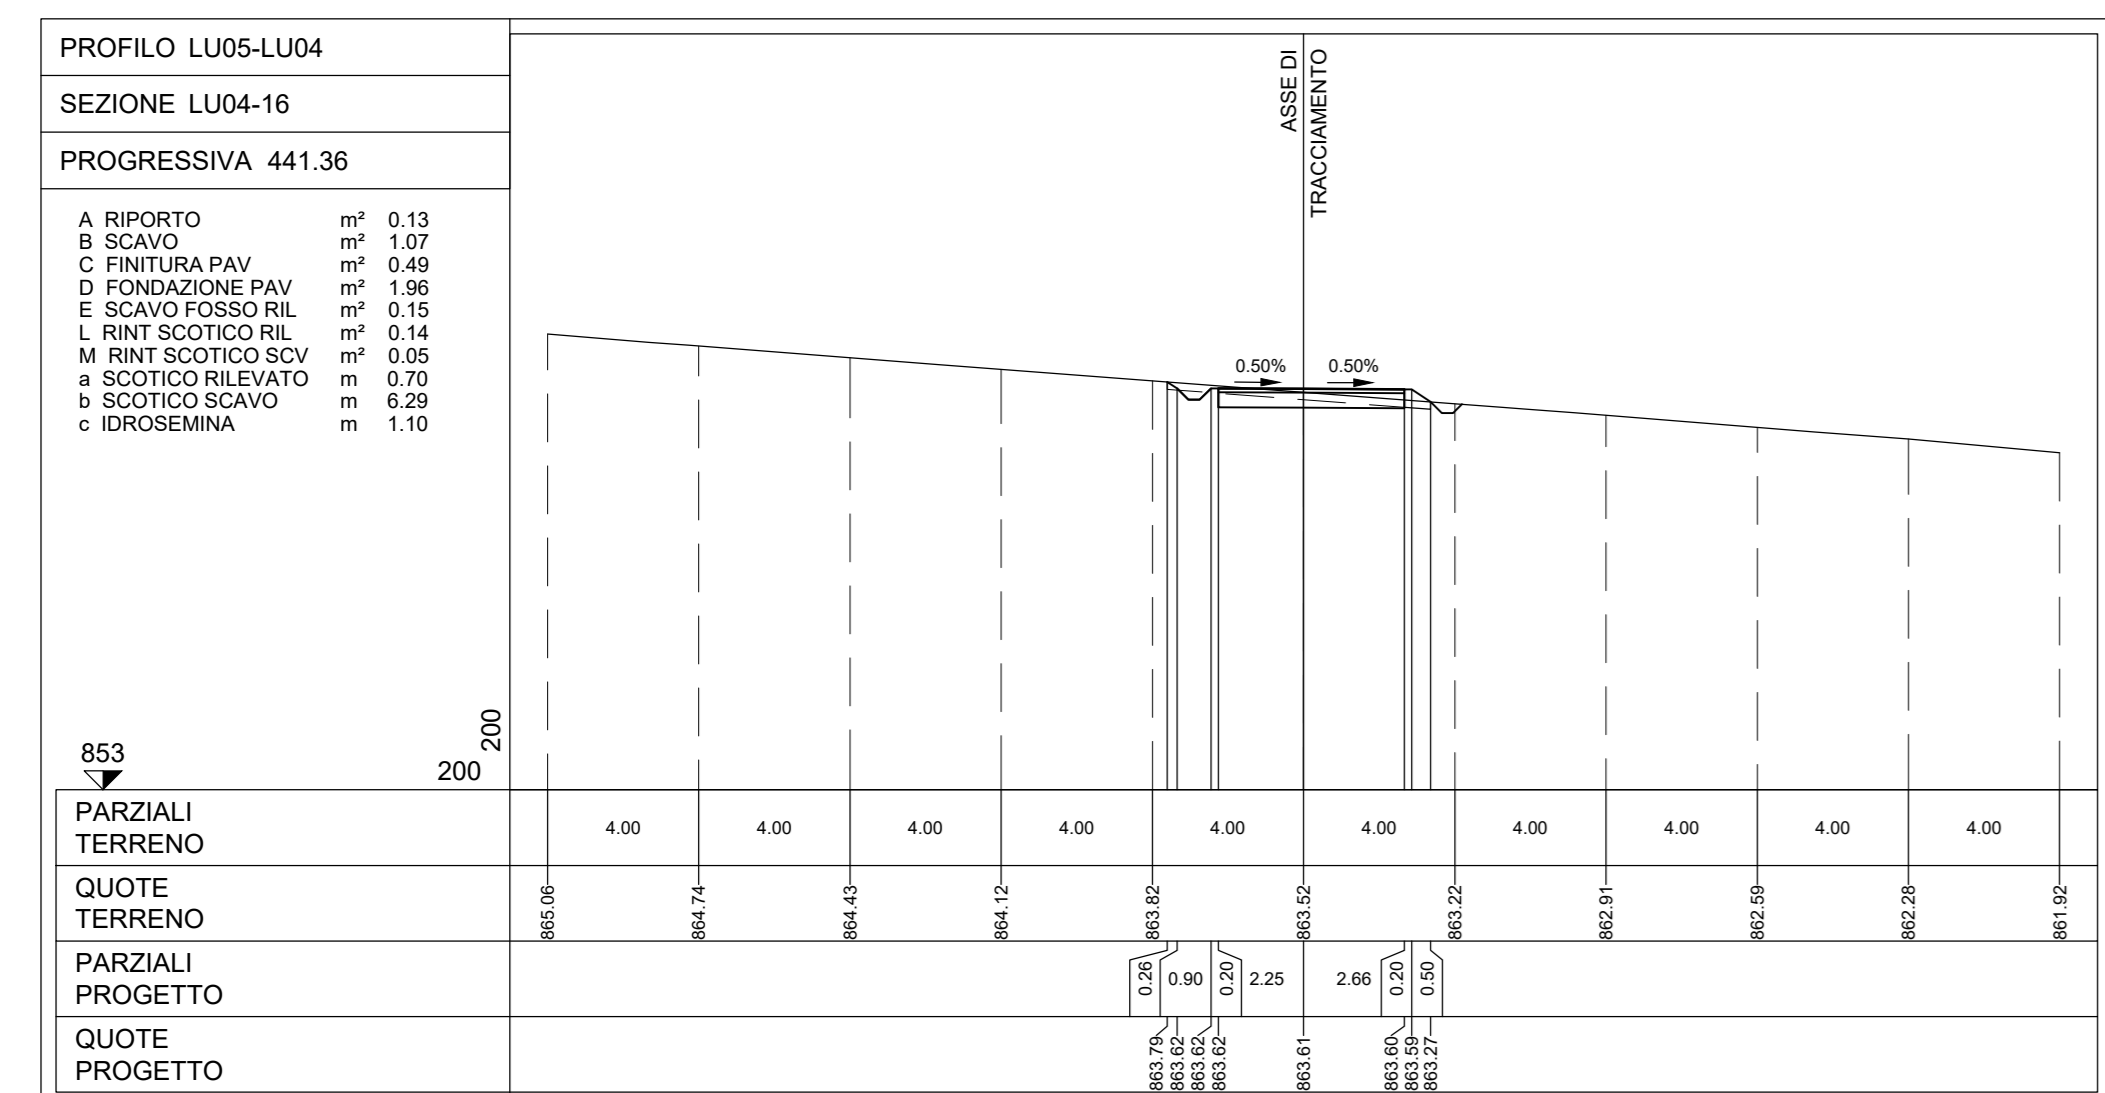 PROFILO LU05-LU04
SEZIONE LU04-16
PROGRESSIVA 441.36
A RIPORTO m² 0.13
B SCAVO m² 1.07
C FINITURA PAV m² 0.49
D FONDAZIONE PAV m² 1.96
E SCAVO FOSSO RIL m² 0.15
L RINT SCOTICO RIL m² 0.14
M RINT SCOTICO SCV m² 0.05
a SCOTICO RILEVATO m 0.70
b SCOTICO SCAVO m 6.29
c IDROSEMINA m 1.10
ASSE DI
TRACCIAMENTO
0.50% 0.50%
853
200
200
PARZIALI
TERRENO
4.00 4.00 4.00 4.00 4.00 4.00 4.00 4.00 4.00 4.00
QUOTE
TERRENO
865.06 864.74 864.43 864.12 863.82 863.52 863.22 862.91 862.59 862.28 861.92
PARZIALI
PROGETTO
0.26 0.90 0.20 2.25 2.66 0.20 0.50
QUOTE
PROGETTO
863.79 863.62 863.62 863.62 863.61 863.60 863.59 863.27